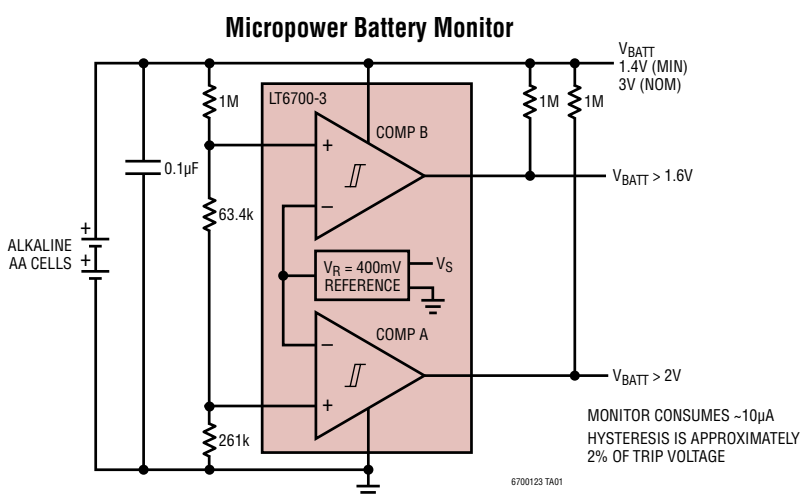 Micropower Battery Monitor
VBATT
1.4V (MIN)
3V (NOM)
LT6700-3
1M
1M
1M
COMP B
+
0.1µF
VBATT > 1.6V
–
63.4k
+
ALKALINE
AA CELLS
+
VR = 400mV
REFERENCE
VS
COMP A
–
VBATT > 2V
+
MONITOR CONSUMES ~10µA
HYSTERESIS IS APPROXIMATELY
2% OF TRIP VOLTAGE
261k
6700123 TA01